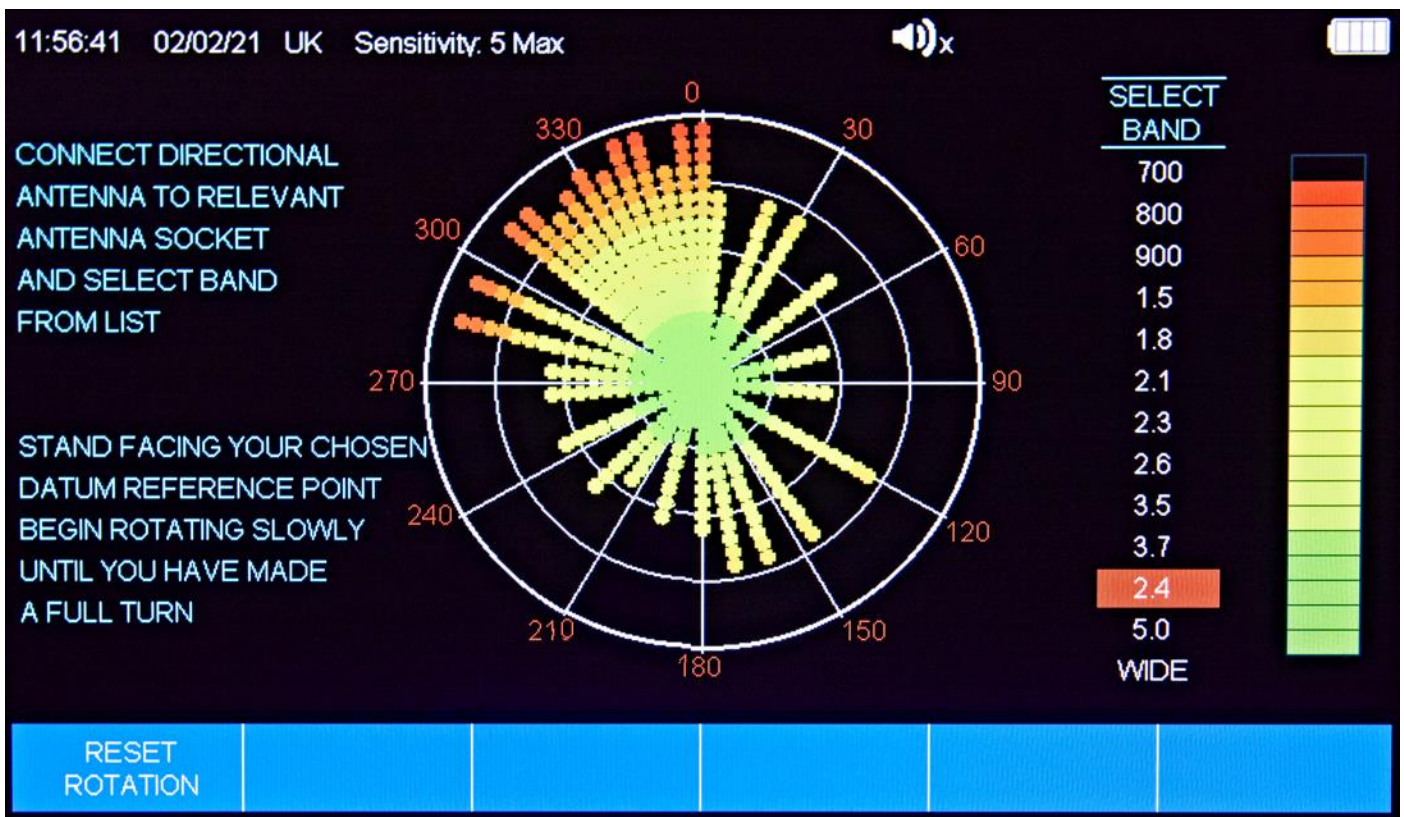 11:56:41 02/02/21 UK Sensitivity: 5 Max x
CONNECT DIRECTIONAL
ANTENNA TO RELEVANT
ANTENNA SOCKET
AND SELECT BAND
FROM LIST
STAND FACING YOUR CHOSEN
DATUM REFERENCE POINT
BEGIN ROTATING SLOWLY
UNTIL YOU HAVE MADE
A FULL TURN
0
30
60
90
120
150
180
210
240
270
300
330
SELECT
BAND
700
800
900
1.5
1.8
2.1
2.3
2.6
3.5
3.7
2.4
5.0
WIDE
RESET
ROTATION